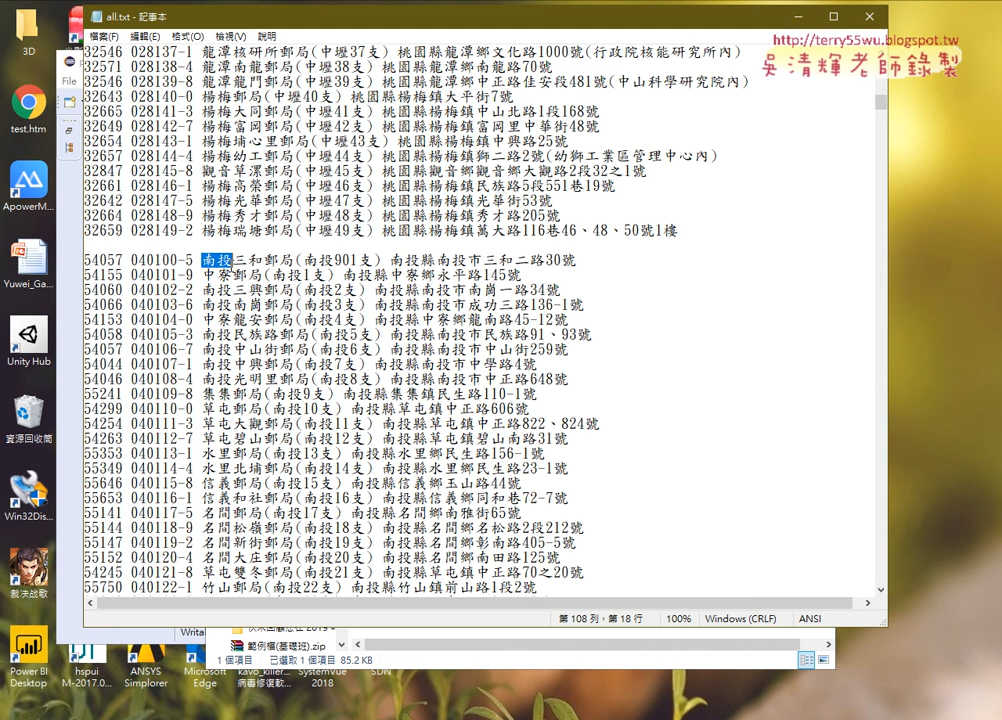 all.txt - 記事本
檔案(F) 編輯(E) 格式(O) 檢視(V) 說明
http://terry55wu.blogspot.tw
吳清輝老師錄製
32546 028137-1 龍潭核研所郵局(中壢37支) 桃園縣龍潭鄉文化路1000號(行政院核能研究所內)
32571 028138-4 龍潭南龍郵局(中壢38支) 桃園縣龍潭鄉南龍路70號
32546 028139-8 龍潭龍門郵局(中壢39支) 桃園縣龍潭鄉中正路佳安段481號(中山科學研究院內)
32643 028140-0 楊梅郵局(中壢40支) 桃園縣楊梅鎮大平街7號
32665 028141-3 楊梅大同郵局(中壢41支) 桃園縣楊梅鎮中山北路1段168號
32649 028142-7 楊梅富岡郵局(中壢42支) 桃園縣楊梅鎮富岡里中華街48號
32654 028143-1 楊梅埔心里郵局(中壢43支) 桃園縣楊梅鎮中興路25號
32657 028144-4 楊梅幼工郵局(中壢44支) 桃園縣楊梅鎮獅二路2號(幼獅工業區管理中心內)
32847 028145-8 觀音草漯郵局(中壢45支) 桃園縣觀音鄉觀音鄉大觀路2段32之1號
32661 028146-1 楊梅高榮郵局(中壢46支) 桃園縣楊梅鎮民族路5段551巷19號
32642 028147-5 楊梅光華郵局(中壢47支) 桃園縣楊梅鎮光華街53號
32664 028148-9 楊梅秀才郵局(中壢48支) 桃園縣楊梅鎮秀才路205號
32659 028149-2 楊梅瑞塘郵局(中壢49支) 桃園縣楊梅鎮萬大路116巷46、48、50號1樓
54057 040100-5 南投三和郵局(南投901支) 南投縣南投市三和二路30號
54155 040101-9 中寮郵局(南投1支) 南投縣中寮鄉永平路145號
54060 040102-2 南投三興郵局(南投2支) 南投縣南投市南崗一路34號
54066 040103-6 南投南崗郵局(南投3支) 南投縣南投市成功三路136-1號
54153 040104-0 中寮龍安郵局(南投4支) 南投縣中寮鄉龍南路45-12號
54058 040105-3 南投民族路郵局(南投5支) 南投縣南投市民族路91、93號
54057 040106-7 南投中山街郵局(南投6支) 南投縣南投市中山街259號
54044 040107-1 南投中興郵局(南投7支) 南投縣南投市中學路4號
54046 040108-4 南投光明里郵局(南投8支) 南投縣南投市中正路648號
55241 040109-8 集集郵局(南投9支) 南投縣集集鎮民生路110-1號
54299 040110-0 草屯郵局(南投10支) 南投縣草屯鎮中正路606號
54254 040111-3 草屯大觀郵局(南投11支) 南投縣草屯鎮中正路822、824號
54263 040112-7 草屯碧山郵局(南投12支) 南投縣草屯鎮碧山南路31號
55353 040113-1 水里郵局(南投13支) 南投縣水里鄉民生路156-1號
55349 040114-4 水里北埔郵局(南投14支) 南投縣水里鄉民生路23-1號
55646 040115-8 信義郵局(南投15支) 南投縣信義鄉玉山路44號
55653 040116-1 信義和社郵局(南投16支) 南投縣信義鄉同和巷72-7號
55141 040117-5 名間郵局(南投17支) 南投縣名間鄉南雅街65號
55144 040118-9 名間松嶺郵局(南投18支) 南投縣名間鄉名松路2段212號
55147 040119-2 名間新街郵局(南投19支) 南投縣名間鄉彰南路405-5號
55152 040120-4 名間大庄郵局(南投20支) 南投縣名間鄉南田路125號
54245 040121-8 草屯雙冬郵局(南投21支) 南投縣草屯鎮中正路70之20號
55750 040122-1 竹山郵局(南投22支) 南投縣竹山鎮前山路1段2號
第 108 列，第 18 行 100% Windows (CRLF) ANSI
File
Writa
範例檔(基礎班).zip
1 個項目 已選取 1 個項目 85.2 KB
3D
test.htm
ApowerM...
Yuwei_Ga...
Unity Hub
資源回收筒
Win32Dis...
裁決战歌
Power BI
Desktop
hspui
M-2017.0...
ANSYS
Simplorer
Microsoft
Edge
kavo_killer...
病毒修復軟...
SystemVue
2018
SDN